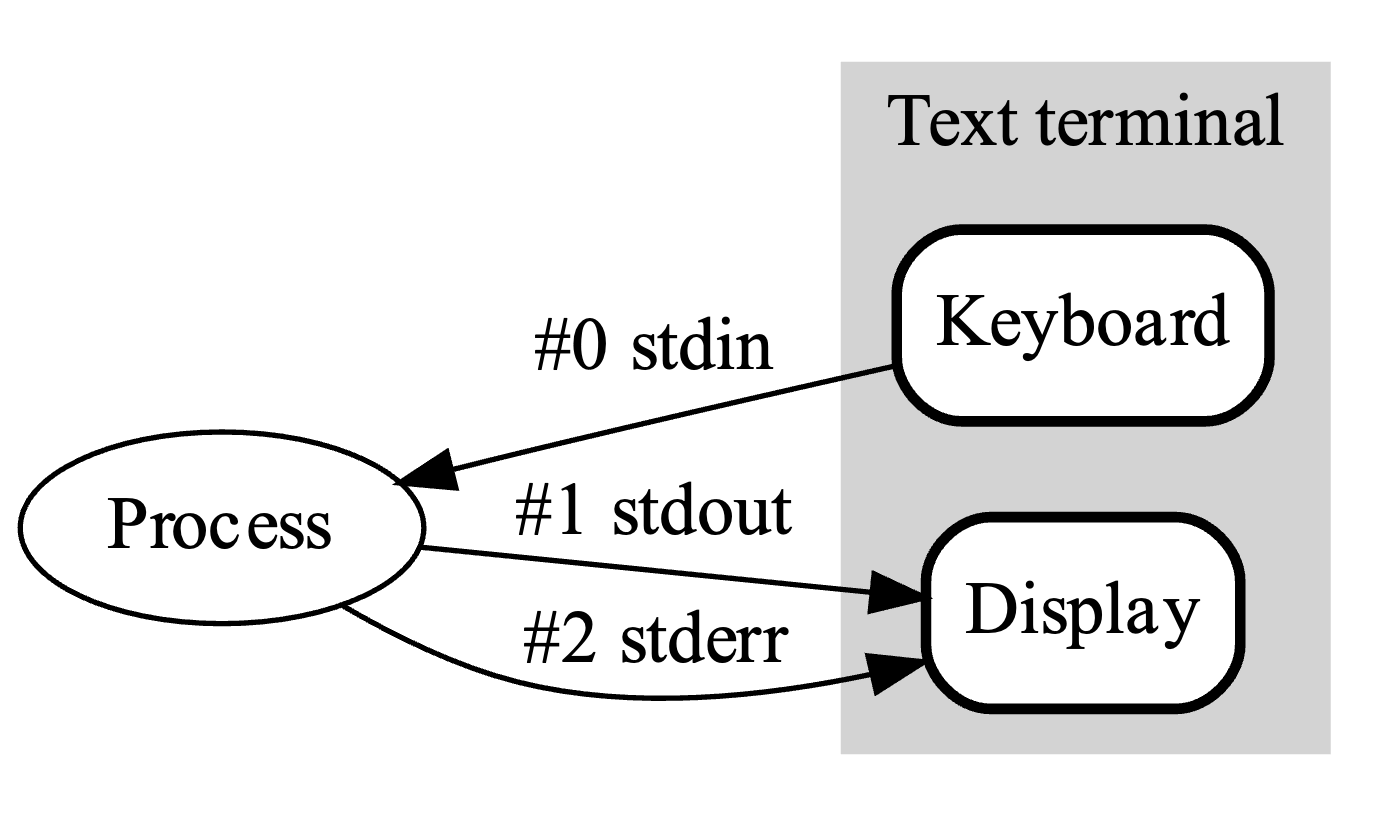 Text terminal
Keyboard
#0 stdin
Process
#1 stdout
Display
#2 stderr